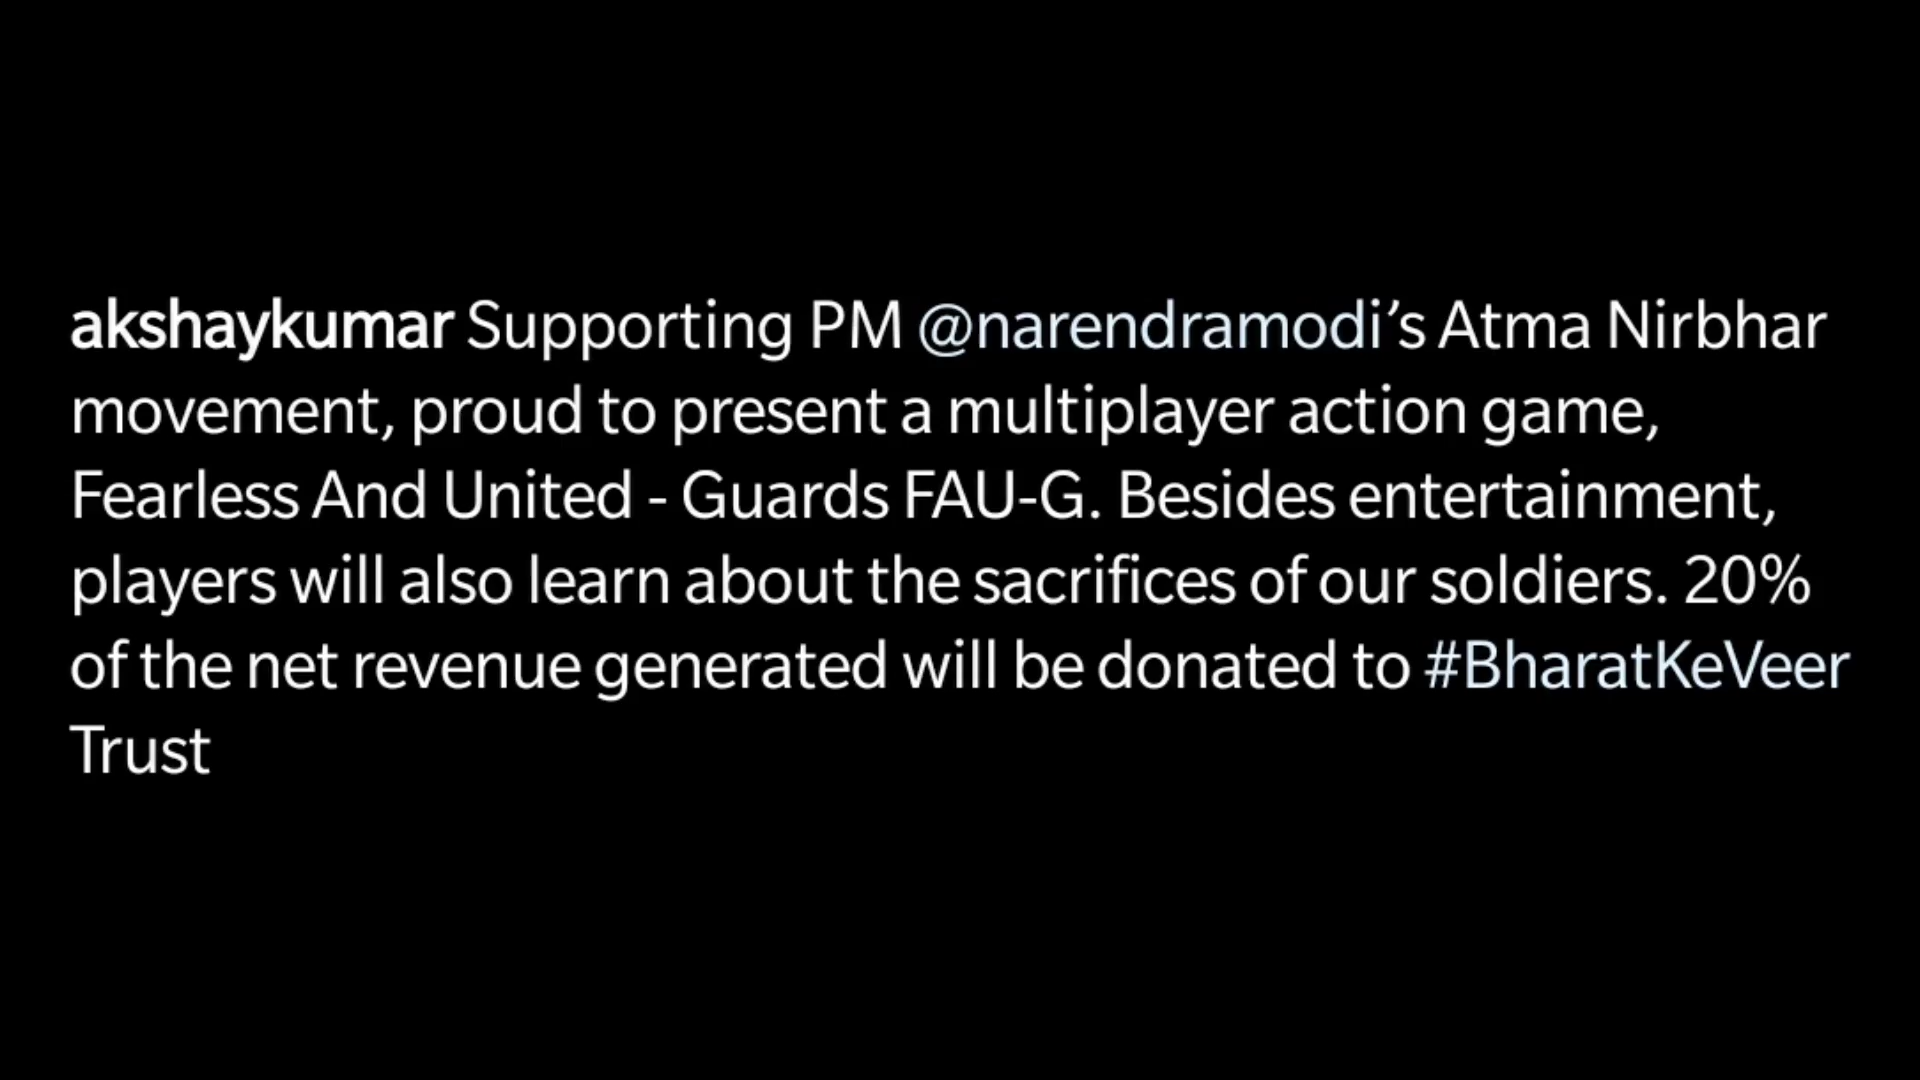 akshaykumar Supporting PM @narendramodi’s Atma Nirbhar
movement, proud to present a multiplayer action game,
Fearless And United - Guards FAU-G. Besides entertainment,
players will also learn about the sacrifices of our soldiers. 20%
of the net revenue generated will be donated to #BharatKeVeer
Trust